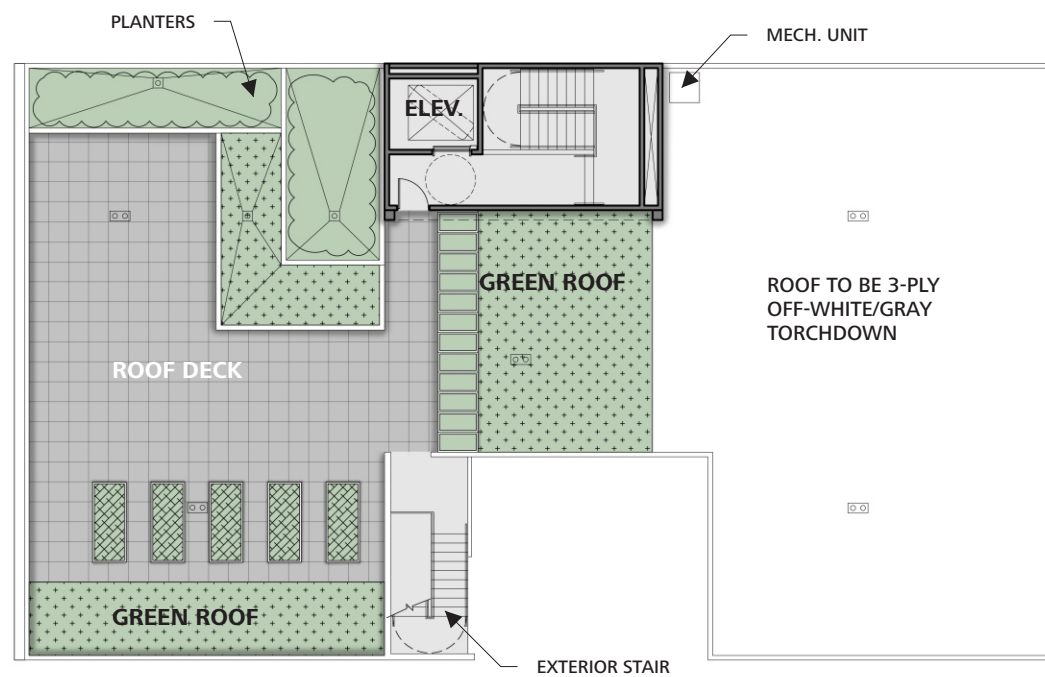 PLANTERS
MECH. UNIT
ELEV.
GREEN ROOF
ROOF TO BE 3-PLY
OFF-WHITE/GRAY
TORCHDOWN
ROOF DECK
GREEN ROOF
EXTERIOR STAIR